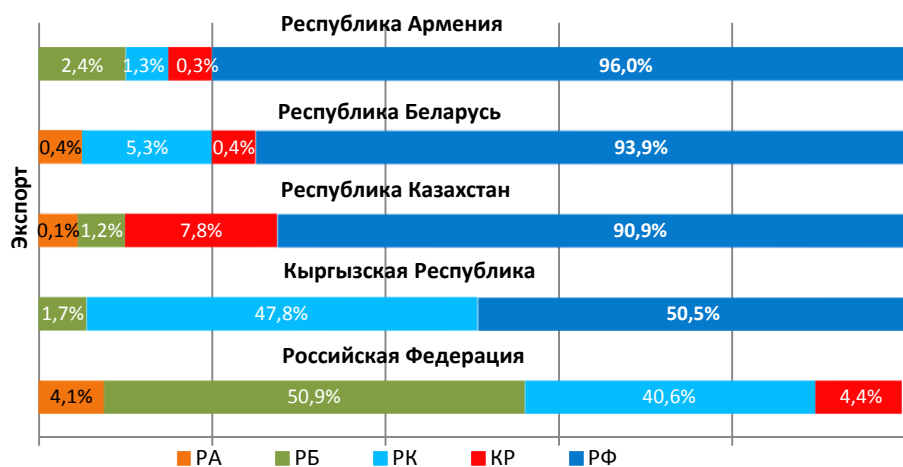 Республика Армения
2,4% 1,3% 0,3% 96,0%
Республика Беларусь
0,4% 5,3% 0,4% 93,9%
Экспорт
Республика Казахстан
0,1% 1,2% 7,8% 90,9%
Кыргызская Республика
1,7% 47,8% 50,5%
Российская Федерация
4,1% 50,9% 40,6% 4,4%
РА РБ РК КР РФ